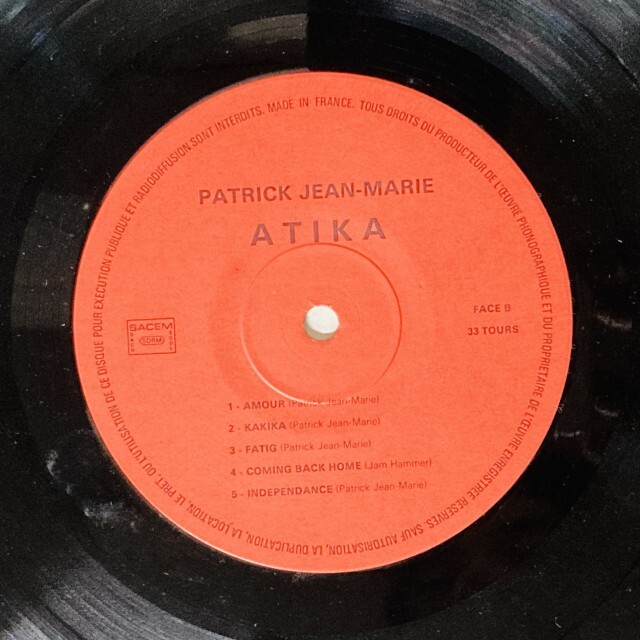 TOUS DROITS DU PRODUCTEUR DE L'ŒUVRE PHONOGRAPHIQUE ET DU PROPRIETAIRE DE L'ŒUVRE ENREGISTREE RESERVES. SAUF AUTORISATION, LA DUPLICATION, LA LOCATION, LE PRET, OU L'UTILISATION DE CE DISQUE POUR EXECUTION PUBLIQUE ET RADIODIFFUSION SONT INTERDITS. MADE IN FRANCE.
PATRICK JEAN-MARIE
ATIKA
FACE B
33 TOURS
SACEM
SDRM
1 - AMOUR (Patrick Jean-Marie)
2 - KAKIKA (Patrick Jean-Marie)
3 - FATIG (Patrick Jean-Marie)
4 - COMING BACK HOME (Jam Hammer)
5 - INDEPENDANCE (Patrick Jean-Marie)